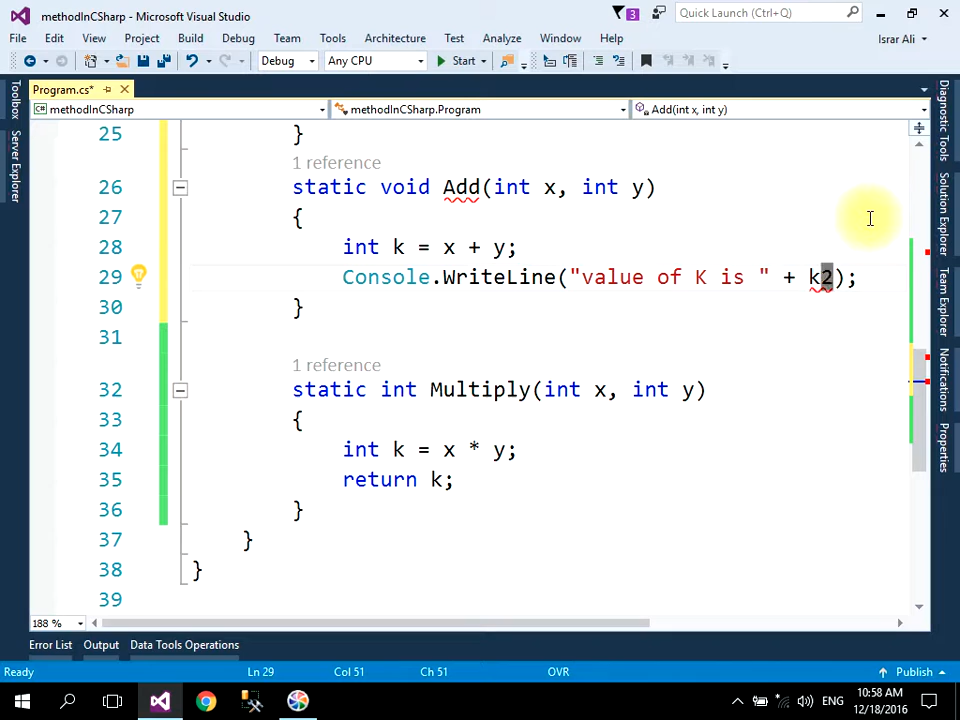 methodInCSharp - Microsoft Visual Studio
3
Quick Launch (Ctrl+Q)
File Edit View Project Build Debug Team Tools Architecture Test Analyze Window Help
Israr Ali
Debug Any CPU Start
Program.cs*
methodInCSharp methodInCSharp.Program Add(int x, int y)
Toolbox
Server Explorer
25 }
1 reference
26 static void Add(int x, int y)
27 {
28 int k = x + y;
29 Console.WriteLine("value of K is " + k2);
30 }
31
1 reference
32 static int Multiply(int x, int y)
33 {
34 int k = x * y;
35 return k;
36 }
37 }
38 }
39
Diagnostic Tools
Solution Explorer
Team Explorer
Notifications
Properties
188 %
Error List Output Data Tools Operations
Ready Ln 29 Col 51 Ch 51 OVR Publish
ENG
10:58 AM
12/18/2016